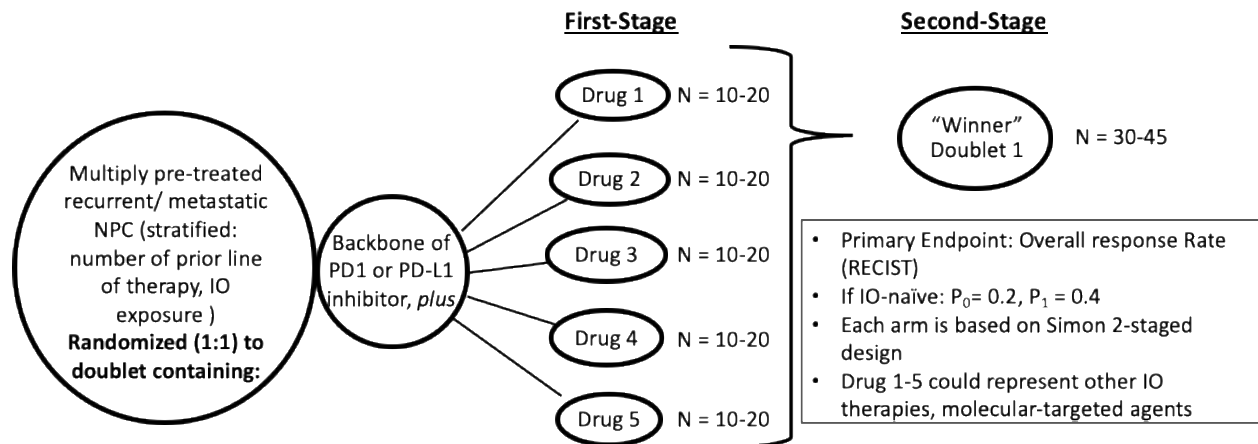 First-Stage
Second-Stage
Multiply pre-treated
recurrent/ metastatic
NPC (stratified:
number of prior line
of therapy, IO
exposure )
Randomized (1:1) to
doublet containing:
Backbone of
PD1 or PD-L1
inhibitor, plus
Drug 1
N = 10-20
Drug 2
N = 10-20
Drug 3
N = 10-20
Drug 4
N = 10-20
Drug 5
N = 10-20
“Winner”
Doublet 1
N = 30-45
• Primary Endpoint: Overall response Rate
(RECIST)
• If IO-naïve: P₀= 0.2, P₁ = 0.4
• Each arm is based on Simon 2-staged
design
• Drug 1-5 could represent other IO
therapies, molecular-targeted agents